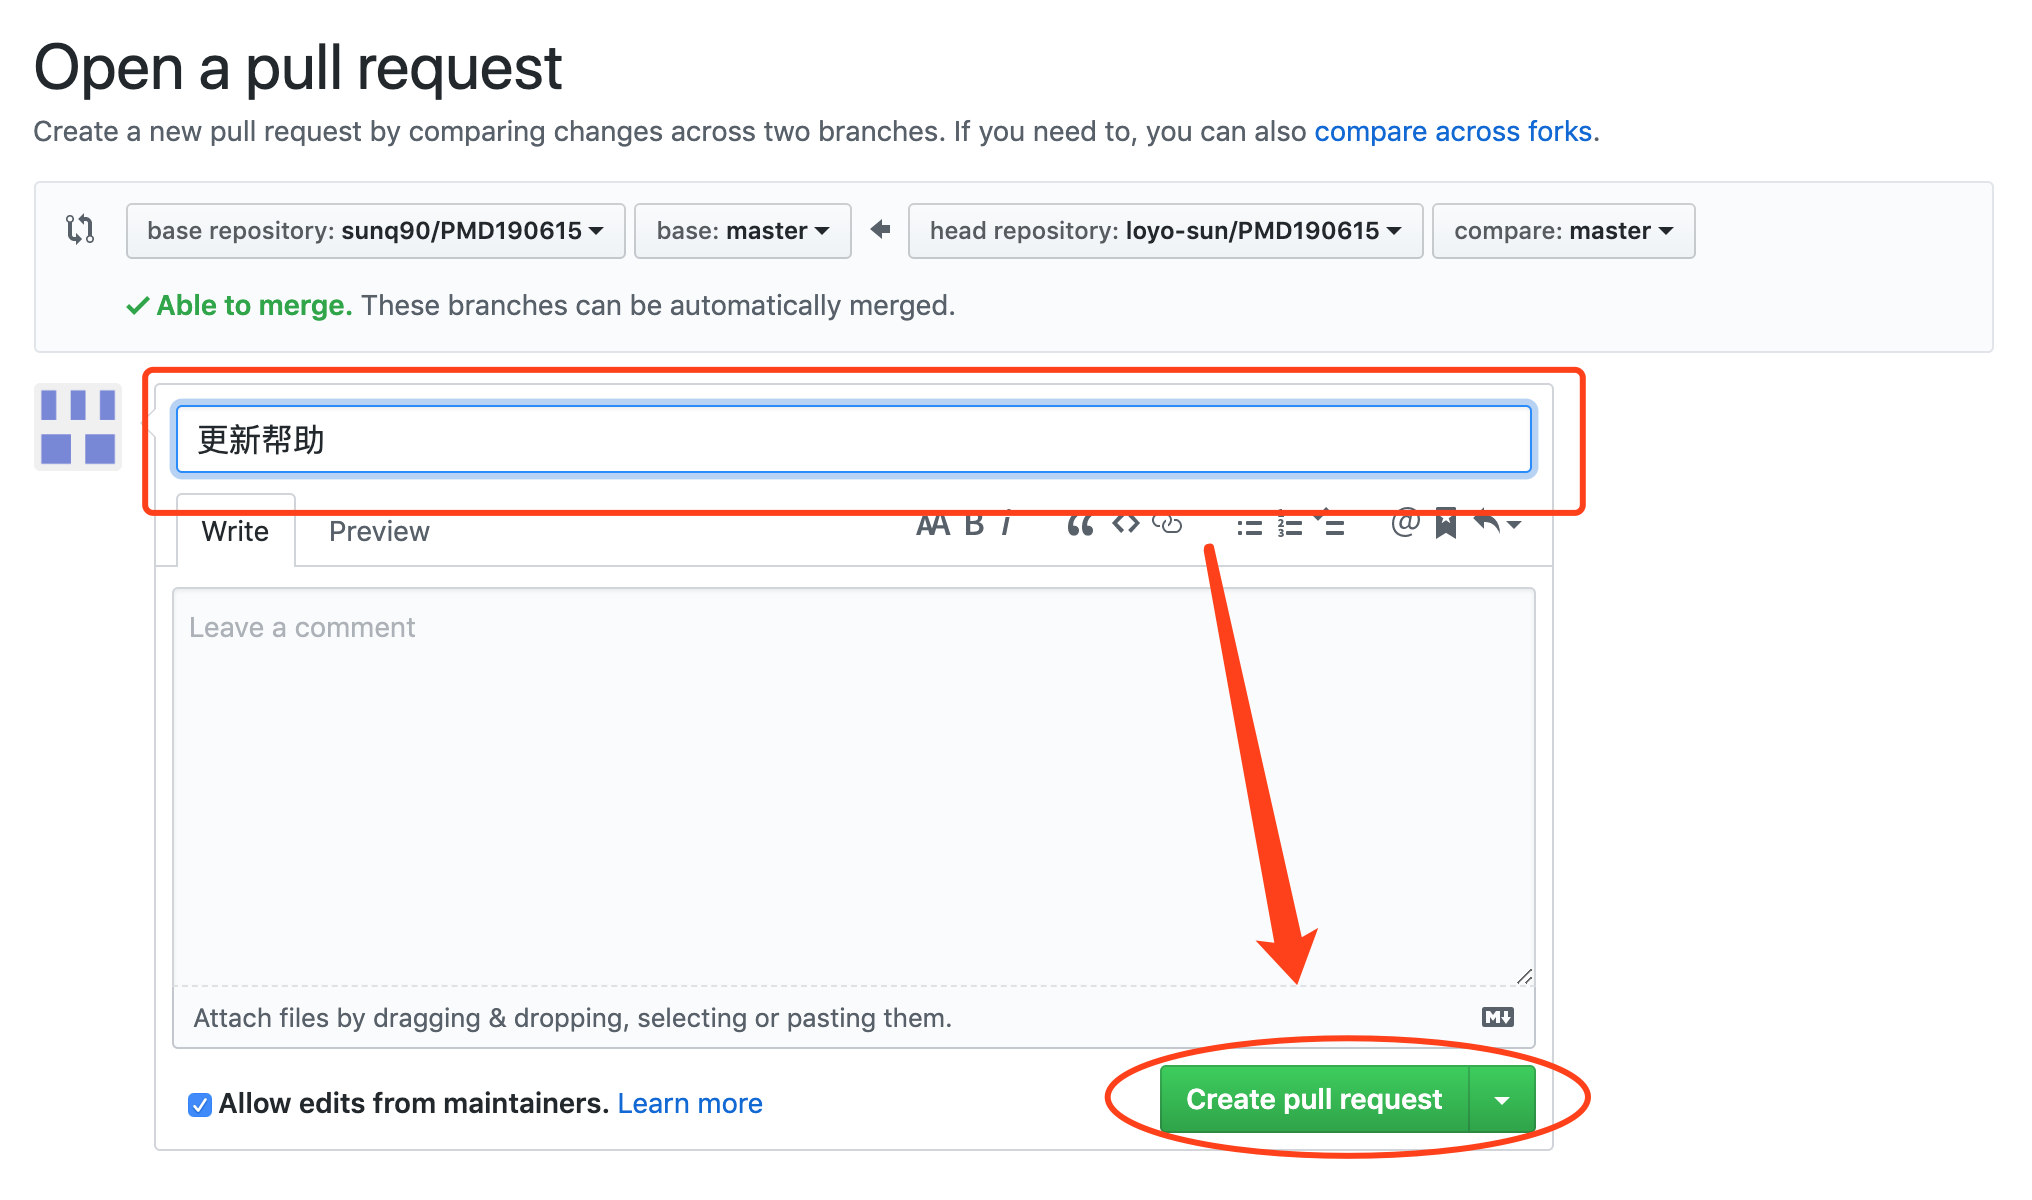 Open a pull request
Create a new pull request by comparing changes across two branches. If you need to, you can also compare across forks.
base repository: sunq90/PMD190615 base: master head repository: loyo-sun/PMD190615 compare: master
Able to merge. These branches can be automatically merged.
更新帮助
Write Preview AA B i
Leave a comment
Attach files by dragging & dropping, selecting or pasting them.
Allow edits from maintainers. Learn more
Create pull request